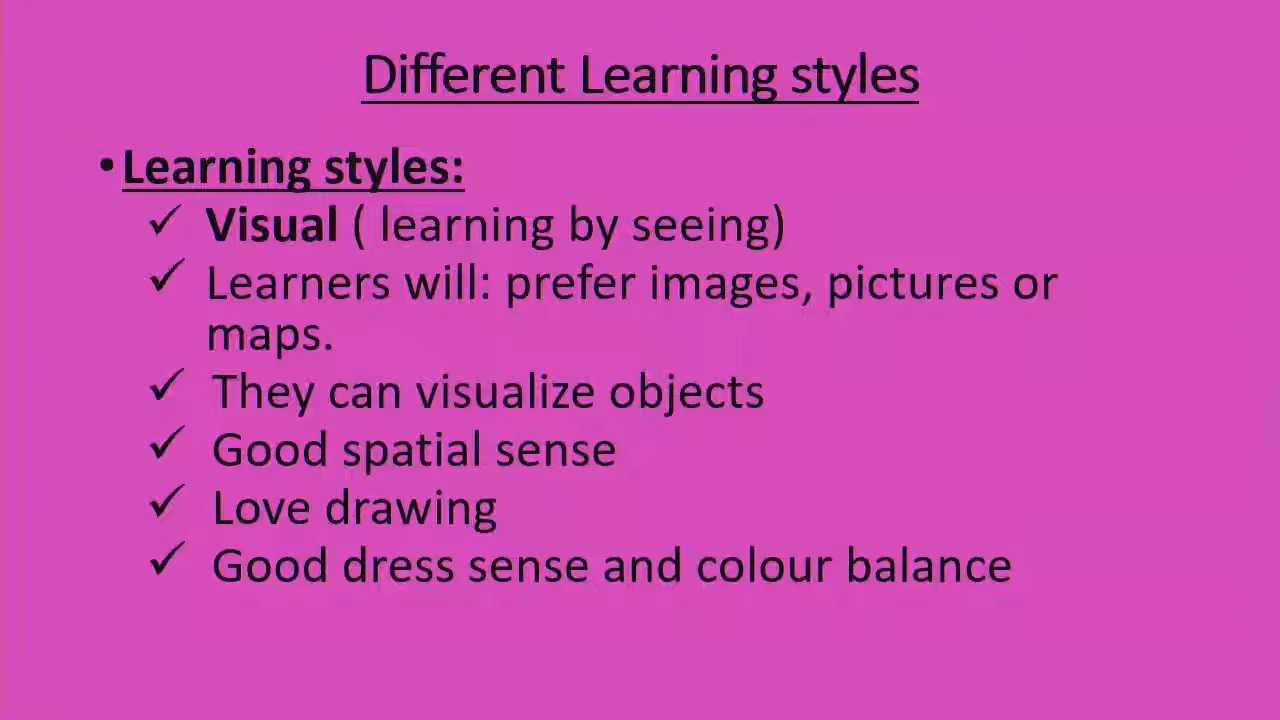 Different Learning styles
• Learning styles:
✓ Visual ( learning by seeing)
✓ Learners will: prefer images, pictures or
maps.
✓ They can visualize objects
✓ Good spatial sense
✓ Love drawing
✓ Good dress sense and colour balance